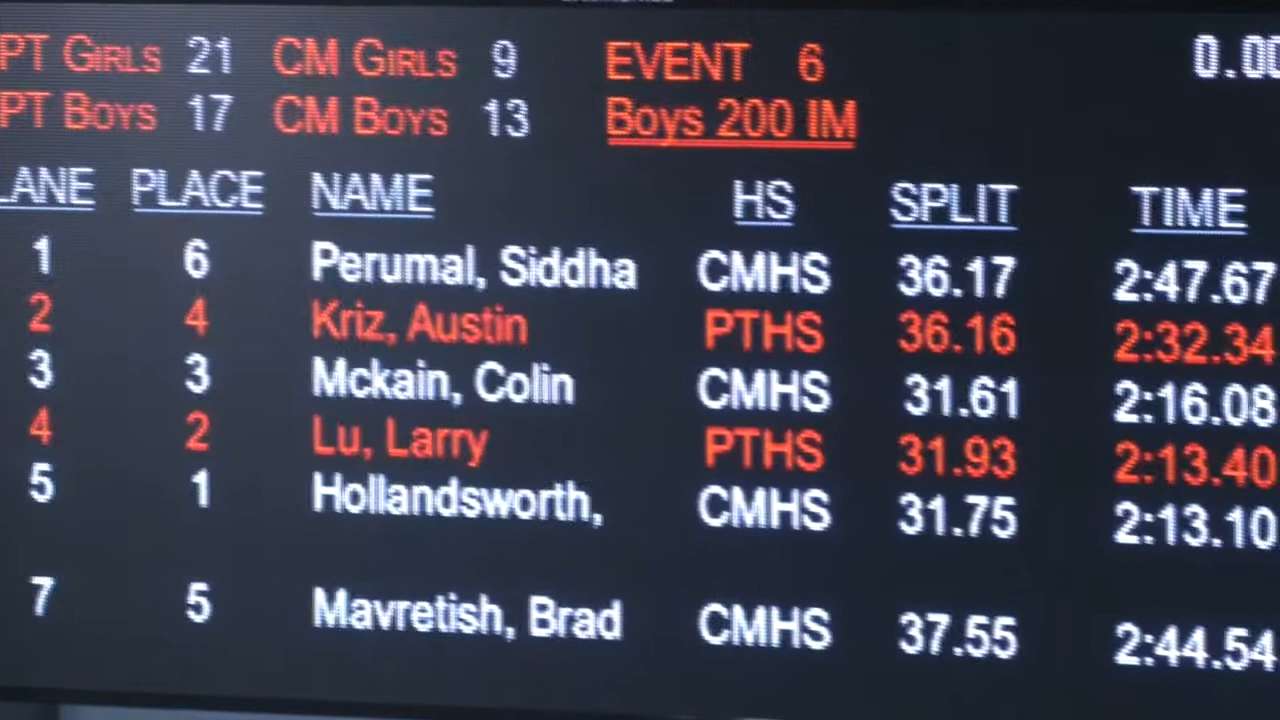 PT GIRLS 21 CM GIRLS 9 EVENT 6 0.00
PT BOYS 17 CM BOYS 13 Boys 200 IM
LANE PLACE NAME HS SPLIT TIME
1 6 Perumal, Siddha CMHS 36.17 2:47.67
2 4 Kriz, Austin PTHS 36.16 2:32.34
3 3 Mckain, Colin CMHS 31.61 2:16.08
4 2 Lu, Larry PTHS 31.93 2:13.40
5 1 Hollandsworth, CMHS 31.75 2:13.10
7 5 Mavretish, Brad CMHS 37.55 2:44.54